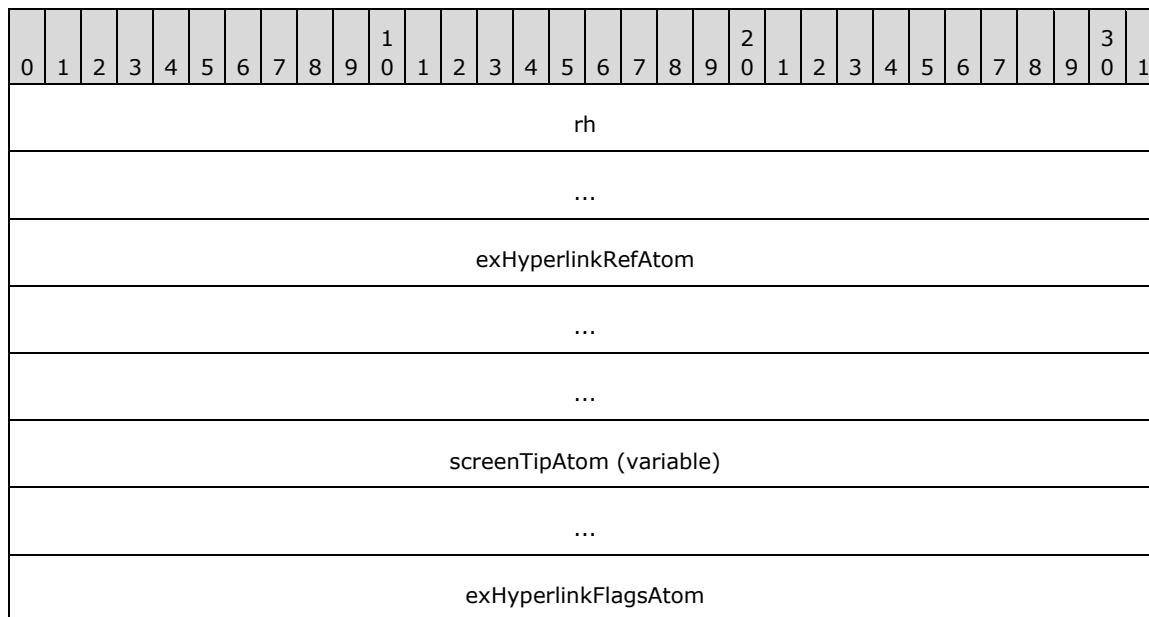 0 1 2 3 4 5 6 7 8 9 1 0 1 2 3 4 5 6 7 8 9 2 0 1 2 3 4 5 6 7 8 9 3 0 1
rh
...
exHyperlinkRefAtom
...
...
screenTipAtom (variable)
...
exHyperlinkFlagsAtom